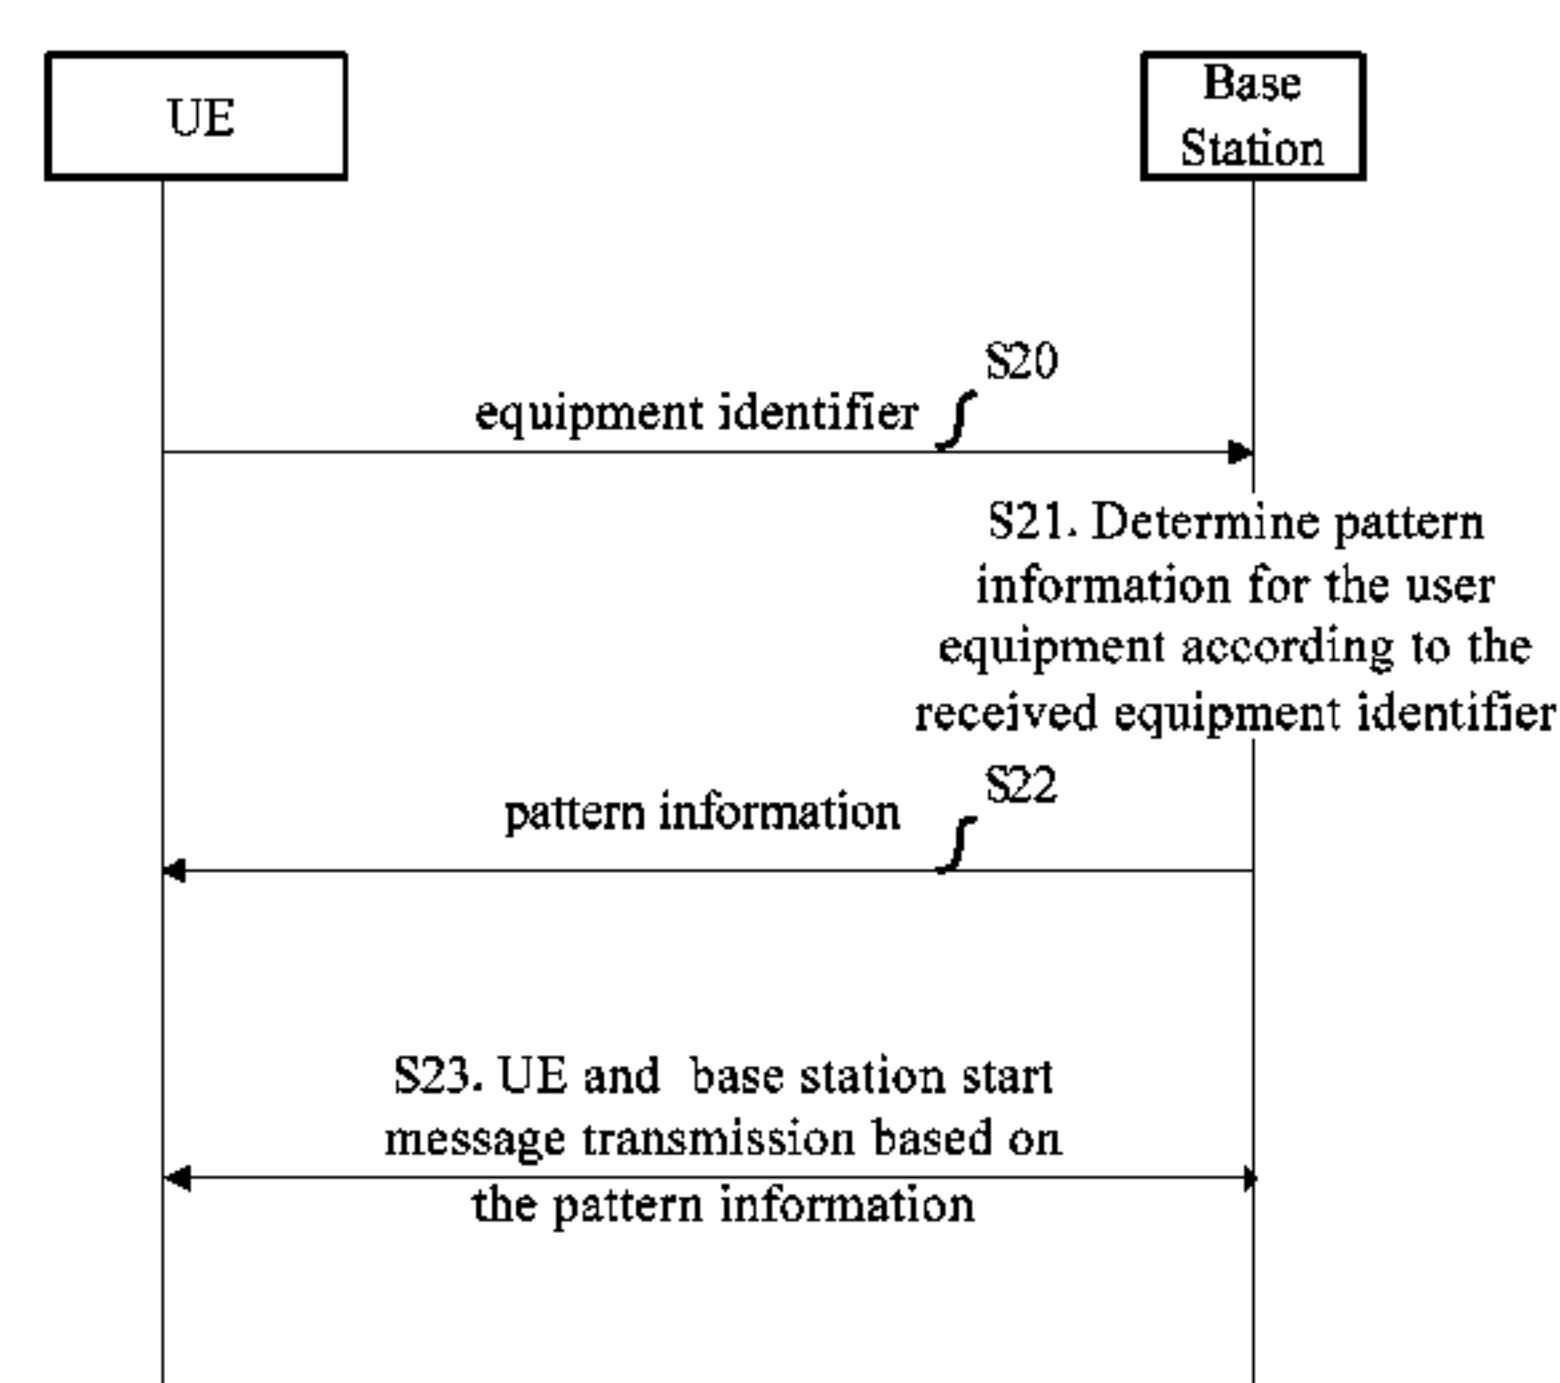 UE
Base
Station
S20
equipment identifier
S21. Determine pattern
information for the user
equipment according to the
received equipment identifier
S22
pattern information
S23. UE and  base station start
message transmission based on
the pattern information